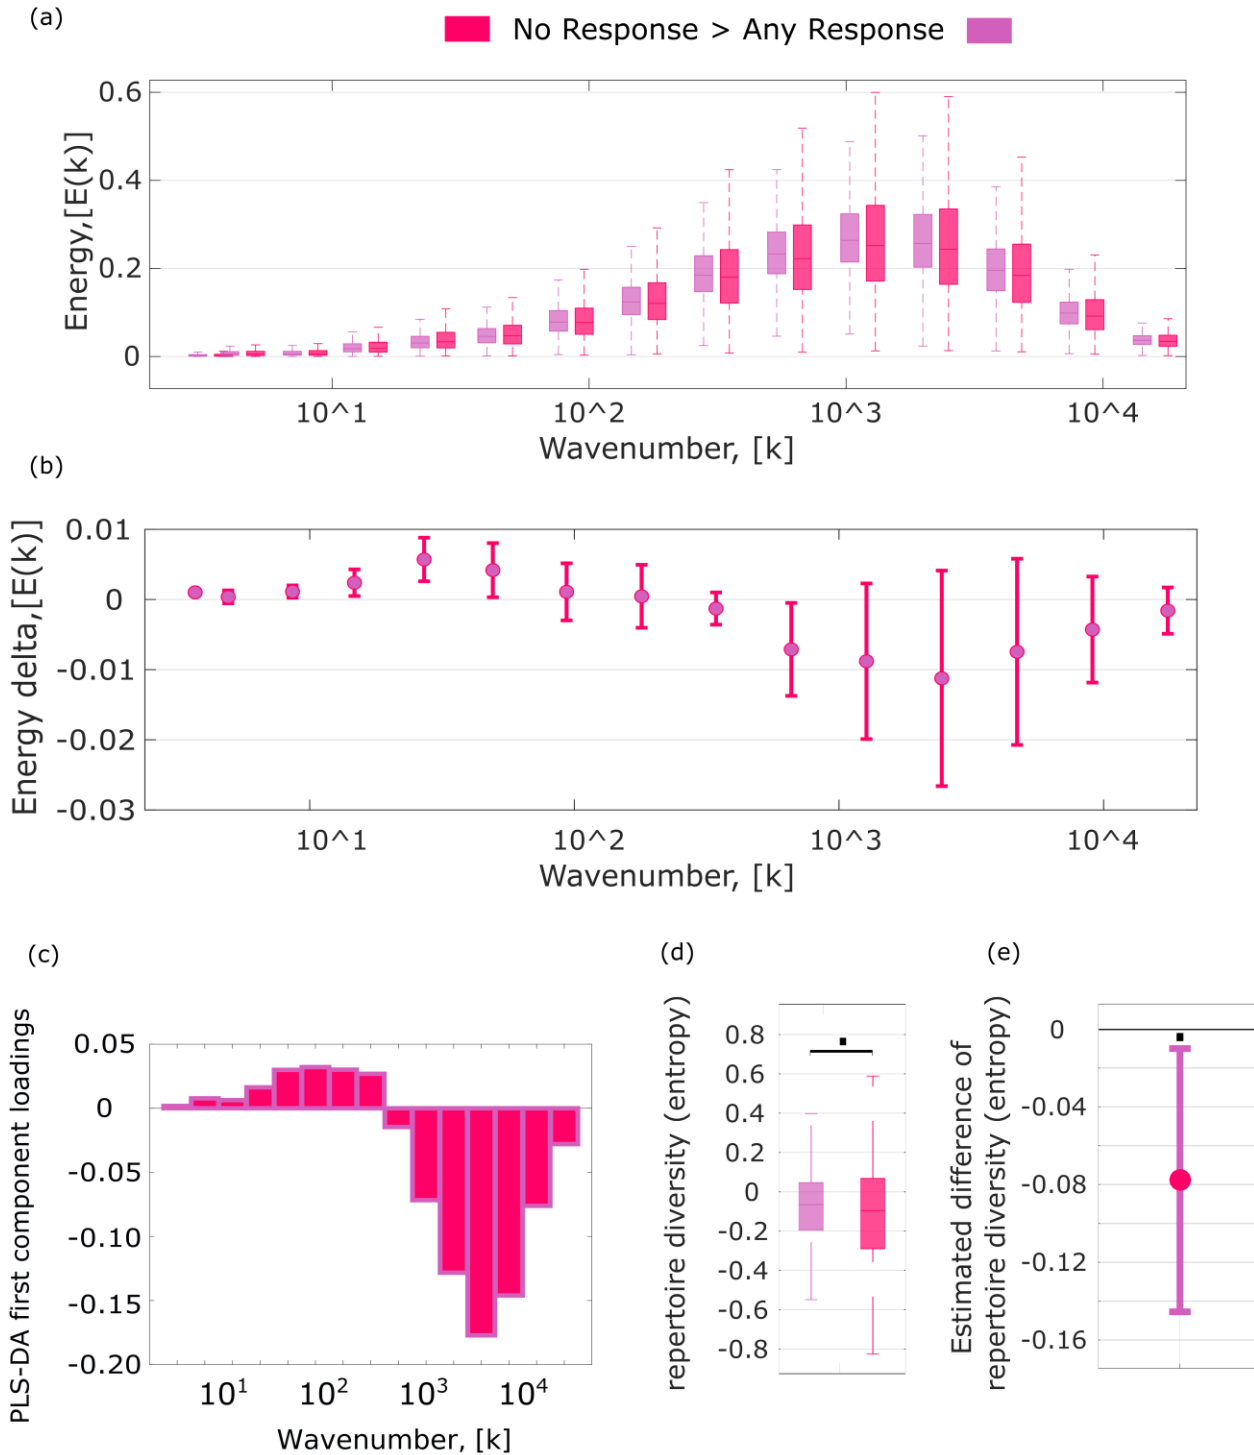 (a)
No Response > Any Response
Energy,[E(k)]
0.6
0.4
0.2
0
10^1 10^2 10^3 10^4
Wavenumber, [k]
(b)
Energy delta,[E(k)]
0.01
0
-0.01
-0.02
-0.03
10^1 10^2 10^3 10^4
Wavenumber, [k]
(c)
PLS-DA first component loadings
0.05
0
-0.05
-0.10
-0.15
-0.20
10¹ 10² 10³ 10⁴
Wavenumber, [k]
(d)
repertoire diversity (entropy)
0.8
0.6
0.4
0.2
0
-0.2
-0.4
-0.6
-0.8
(e)
Estimated difference of
repertoire diversity (entropy)
0
-0.04
-0.08
-0.12
-0.16